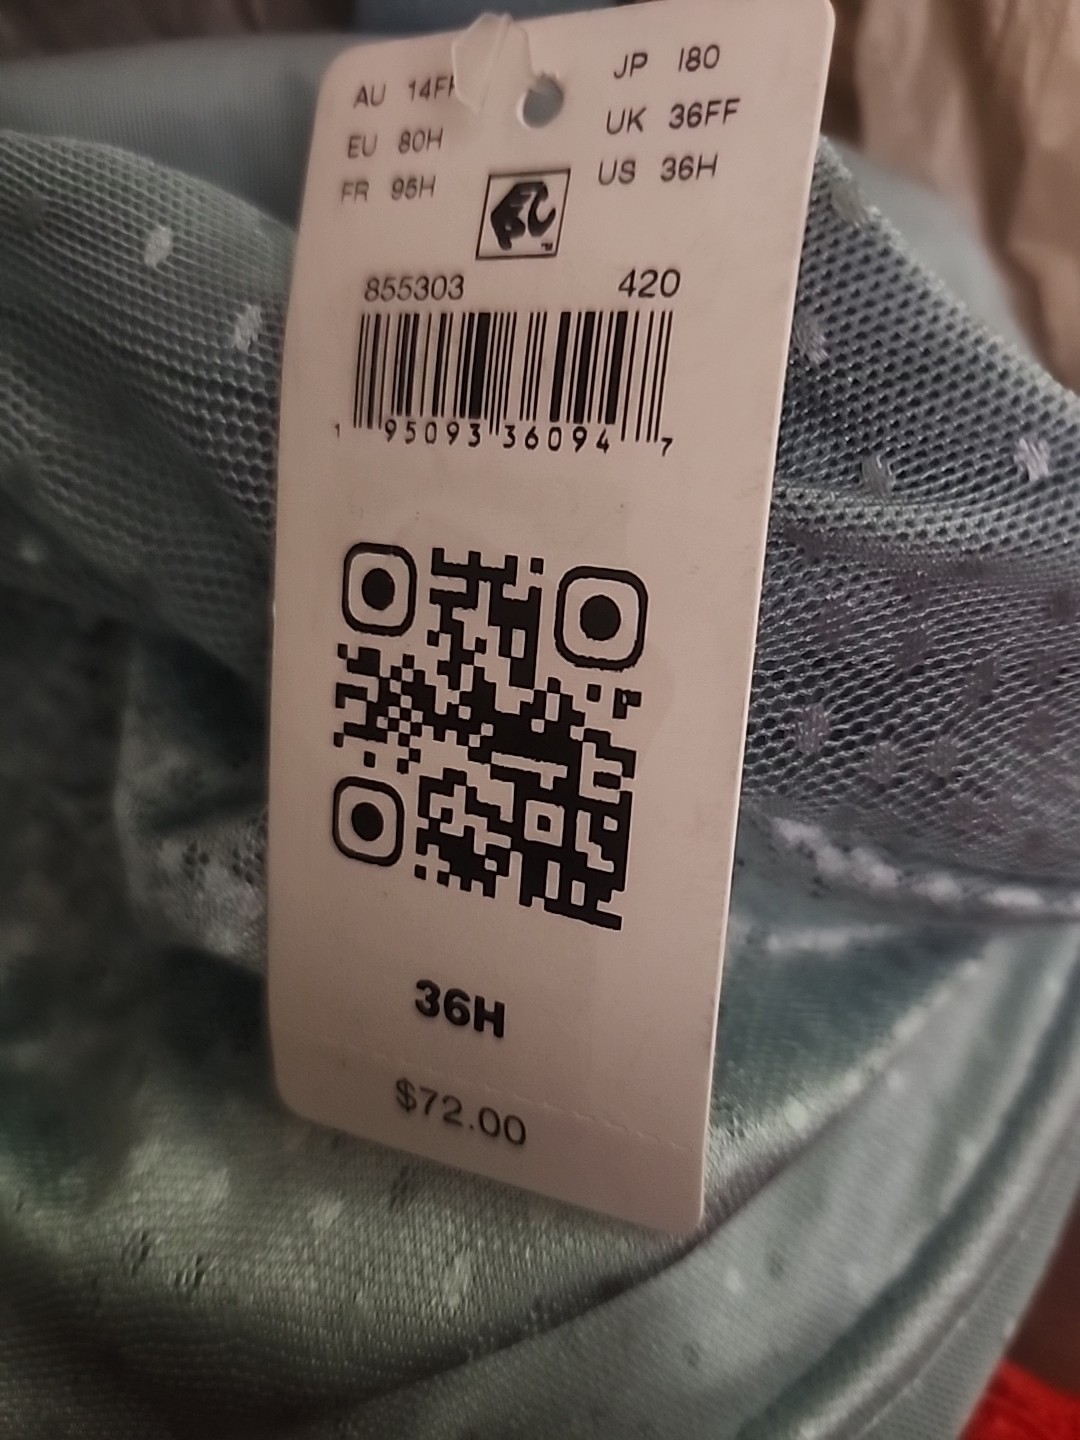 AU 14FF
EU 80H
FR 95H
JP I80
UK 36FF
US 36H
855303 420
1 95093 36094 7
36H
$72.00